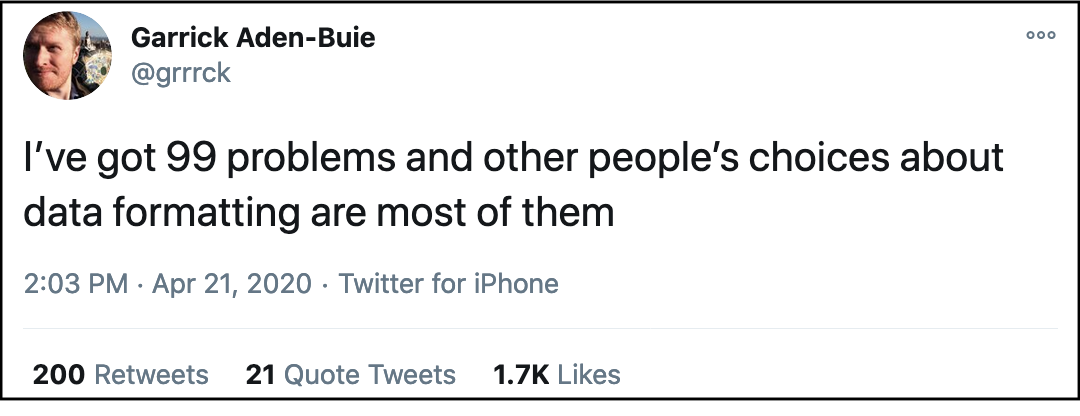 Garrick Aden-Buie
@grrrck
I’ve got 99 problems and other people’s choices about
data formatting are most of them
2:03 PM · Apr 21, 2020 · Twitter for iPhone
200 Retweets 21 Quote Tweets 1.7K Likes